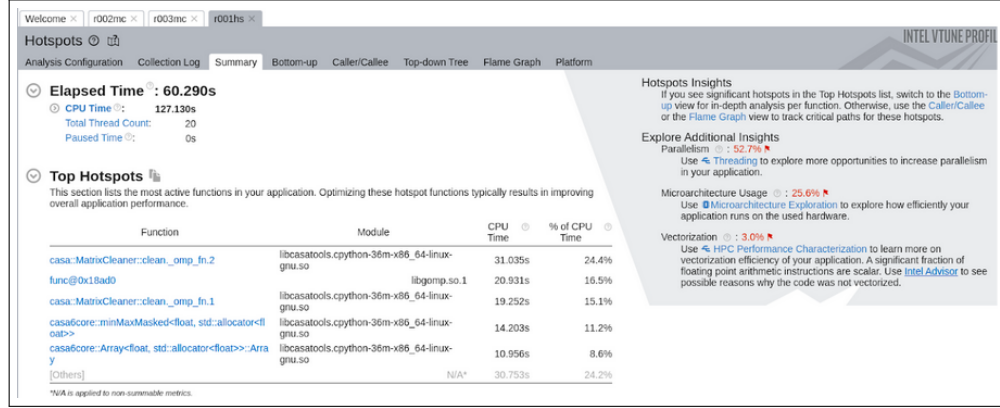 Welcome × r002mc × r003mc × r001hs ×
Hotspots
INTEL VTUNE PROFIL
Analysis Configuration Collection Log Summary Bottom-up Caller/Callee Top-down Tree Flame Graph Platform
Elapsed Time : 60.290s
CPU Time : 127.130s
Total Thread Count: 20
Paused Time : 0s
Top Hotspots
This section lists the most active functions in your application. Optimizing these hotspot functions typically results in improving
overall application performance.
Function Module CPU Time % of CPU Time
casa::MatrixCleaner::clean._omp_fn.2 libcasatools.cpython-36m-x86_64-linux-gnu.so 31.035s 24.4%
func@0x18ad0 libgomp.so.1 20.931s 16.5%
casa::MatrixCleaner::clean._omp_fn.1 libcasatools.cpython-36m-x86_64-linux-gnu.so 19.252s 15.1%
casa6core::minMaxMasked<float, std::allocator<float>> libcasatools.cpython-36m-x86_64-linux-gnu.so 14.203s 11.2%
casa6core::Array<float, std::allocator<float>>::Array libcasatools.cpython-36m-x86_64-linux-gnu.so 10.956s 8.6%
[Others] N/A* 30.753s 24.2%
*N/A is applied to non-summable metrics.
Hotspots Insights
If you see significant hotspots in the Top Hotspots list, switch to the Bottom-
up view for in-depth analysis per function. Otherwise, use the Caller/Callee
or the Flame Graph view to track critical paths for these hotspots.
Explore Additional Insights
Parallelism : 52.7%
Use Threading to explore more opportunities to increase parallelism
in your application.
Microarchitecture Usage : 25.6%
Use Microarchitecture Exploration to explore how efficiently your
application runs on the used hardware.
Vectorization : 3.0%
Use HPC Performance Characterization to learn more on
vectorization efficiency of your application. A significant fraction of
floating point arithmetic instructions are scalar. Use Intel Advisor to see
possible reasons why the code was not vectorized.